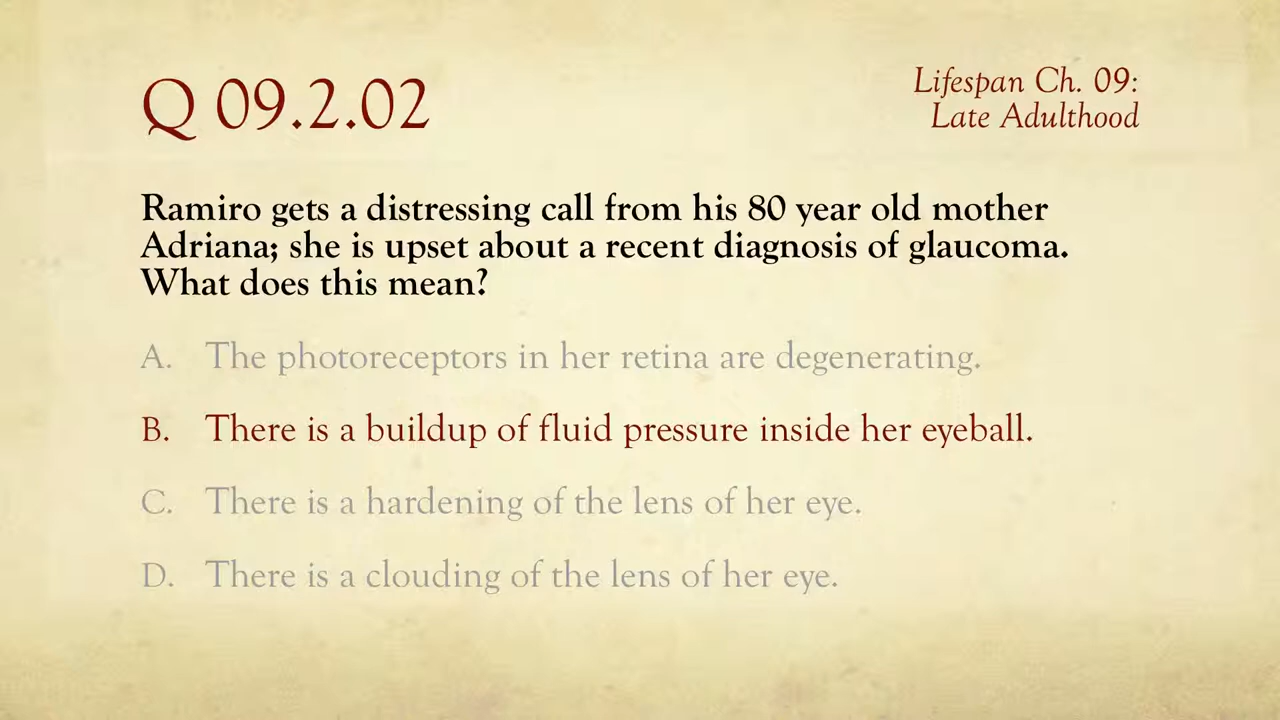 Q 09.2.02
Lifespan Ch. 09:
Late Adulthood
Ramiro gets a distressing call from his 80 year old mother
Adriana; she is upset about a recent diagnosis of glaucoma.
What does this mean?
A. The photoreceptors in her retina are degenerating.
B. There is a buildup of fluid pressure inside her eyeball.
C. There is a hardening of the lens of her eye.
D. There is a clouding of the lens of her eye.